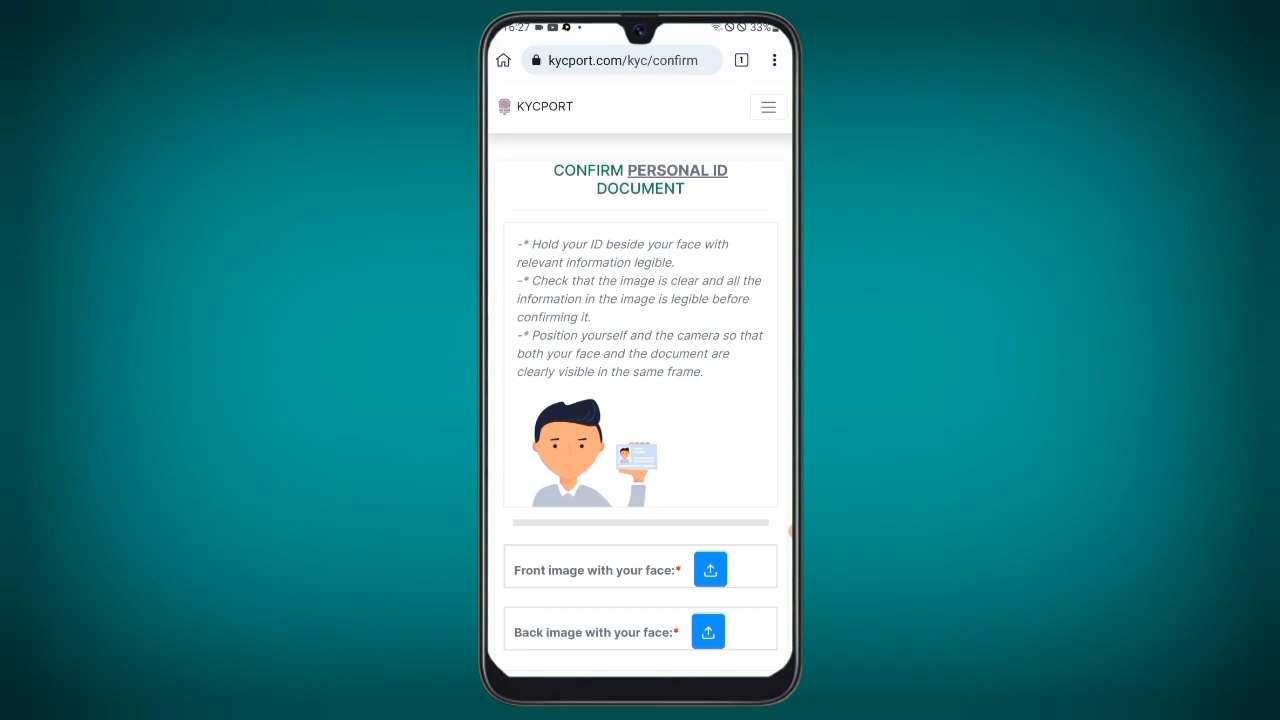 16:27
33%
kycport.com/kyc/confirm
1
KYCPORT
CONFIRM PERSONAL ID
DOCUMENT
-* Hold your ID beside your face with
relevant information legible.
-* Check that the image is clear and all the
information in the image is legible before
confirming it.
-* Position yourself and the camera so that
both your face and the document are
clearly visible in the same frame.
Front image with your face:*
Back image with your face:*